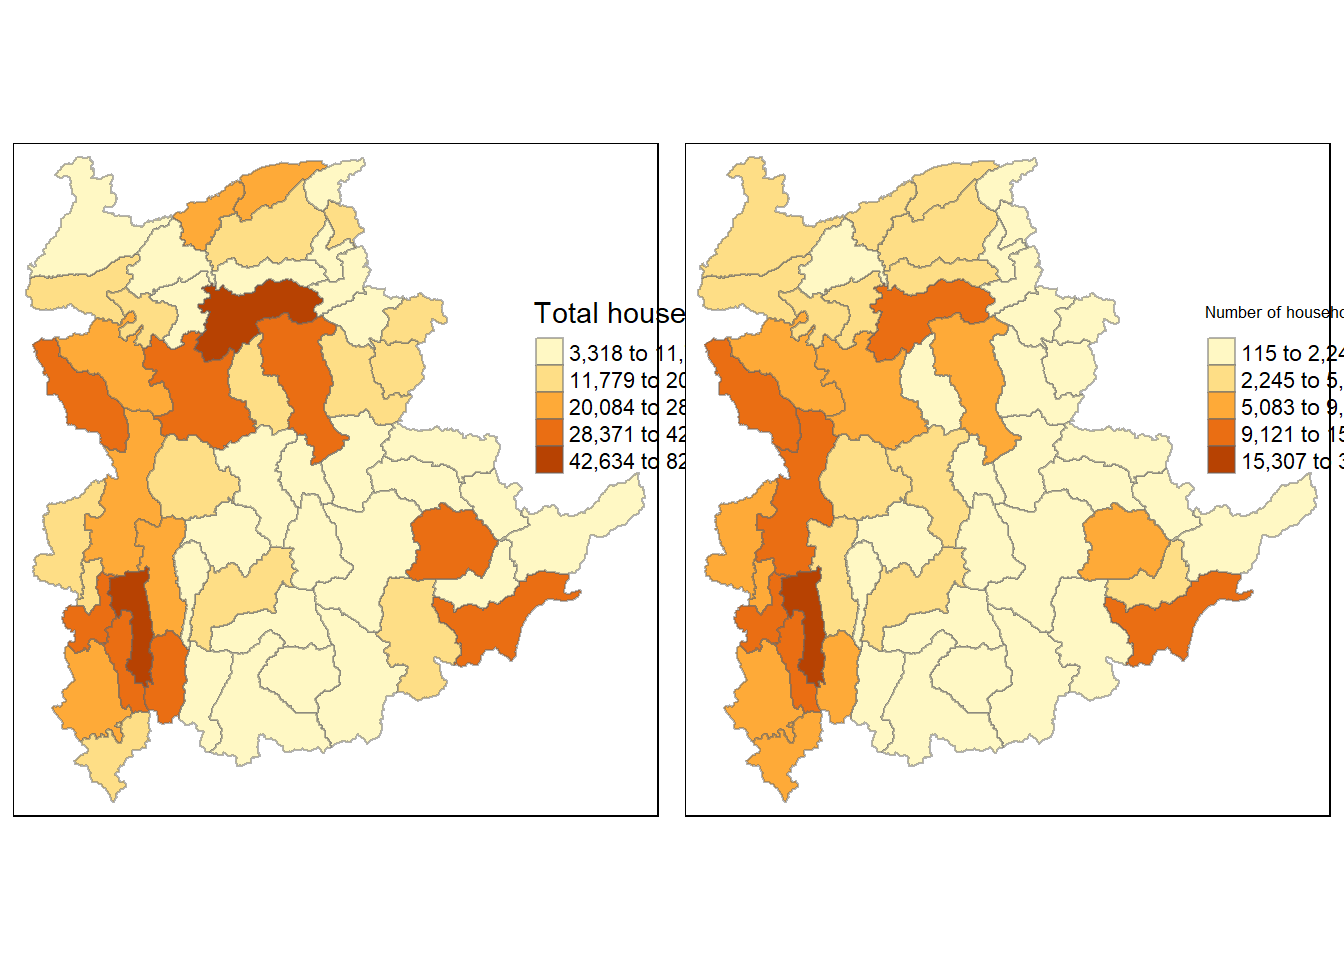 Total house
3,318 to 11,
11,779 to 20
20,084 to 28
28,371 to 42
42,634 to 82
Number of househo
115 to 2,24
2,245 to 5,
5,083 to 9,
9,121 to 15
15,307 to 3